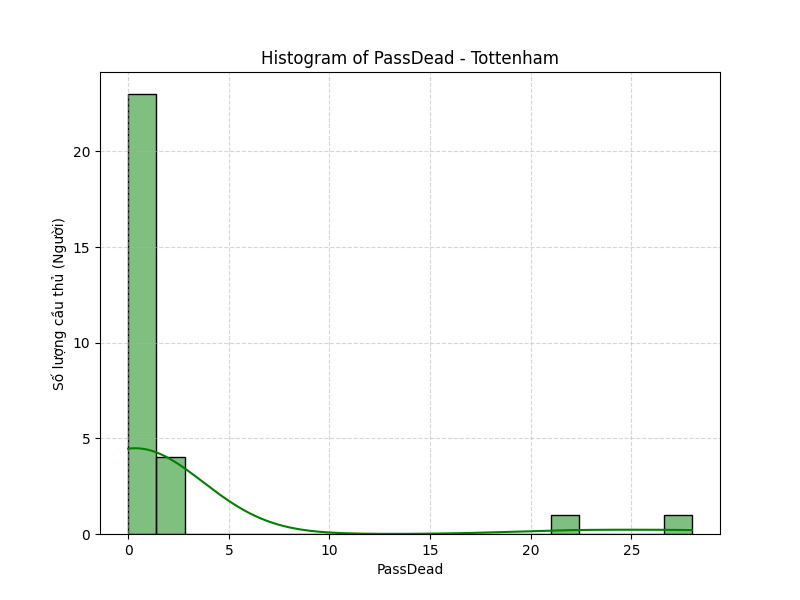 Histogram of PassDead - Tottenham
Số lượng cầu thủ (Người)
20
15
10
5
0
0 5 10 15 20 25
PassDead